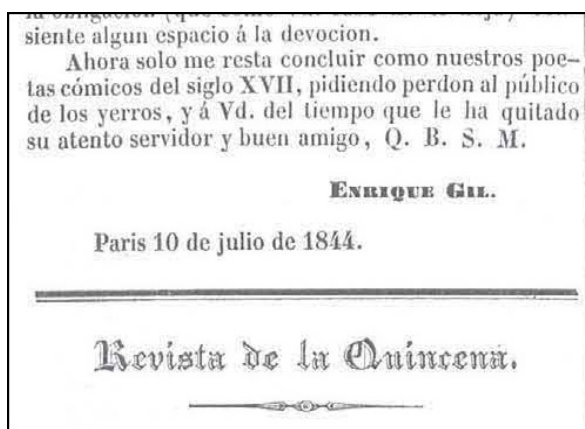 siente algun espacio á la devocion.
Ahora solo me resta concluir como nuestros poe-
tas cómicos del siglo XVII, pidiendo perdon al público
de los yerros, y á Vd. del tiempo que le ha quitado
su atento servidor y buen amigo, Q. B. S. M.
ENRIQUE GIL.
Paris 10 de julio de 1844.
Revista de la Quincena.